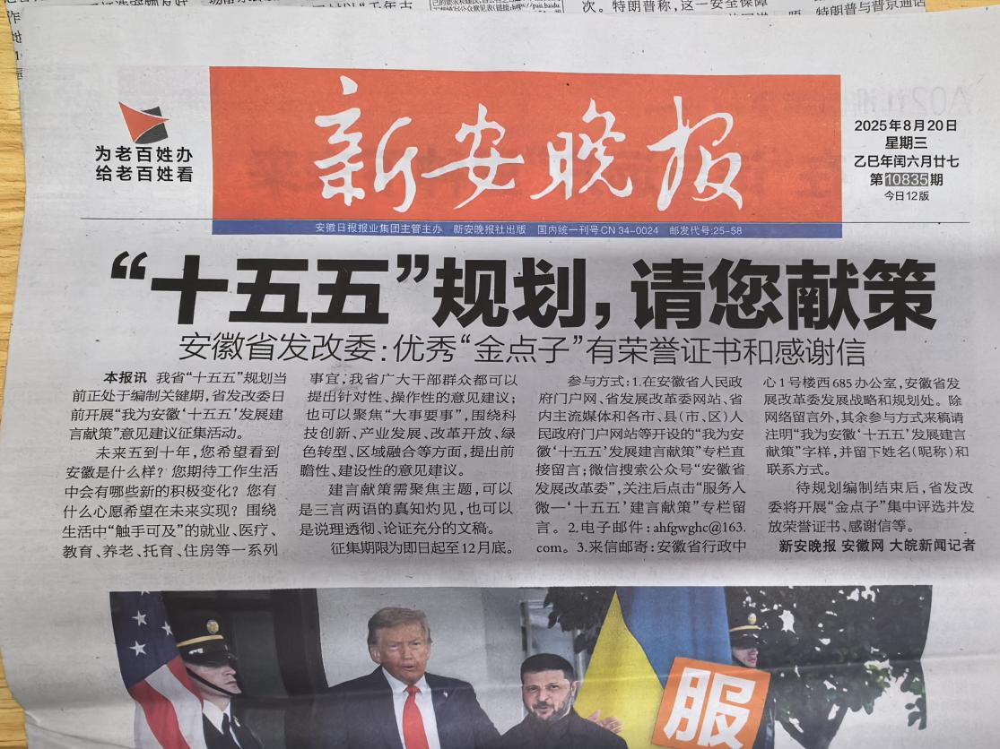 次。特朗普称,这一安全保障
特朗普与普京通话
为老百姓办
给老百姓看
新安晚报
2025年8月20日
星期三
乙巳年闰六月廿七
第10835期
今日12版
安徽日报报业集团主管主办 新安晚报社出版 国内统一刊号CN 34-0024 邮发代号:25-58
“十五五”规划,请您献策
安徽省发改委:优秀“金点子”有荣誉证书和感谢信
本报讯 我省“十五五”规划当
前正处于编制关键期,省发改委日
前开展“我为安徽‘十五五’发展建
言献策”意见建议征集活动。
未来五到十年,您希望看到
安徽是什么样?您期待工作生活
中会有哪些新的积极变化?您有
什么心愿希望在未来实现?围绕
生活中“触手可及”的就业、医疗、
教育、养老、托育、住房等一系列
事宜,我省广大干部群众都可以
提出针对性、操作性的意见建议;
也可以聚焦“大事要事”,围绕科
技创新、产业发展、改革开放、绿
色转型、区域融合等方面,提出前
瞻性、建设性的意见建议。
建言献策需聚焦主题,可以
是三言两语的真知灼见,也可以
是说理透彻、论证充分的文稿。
征集期限为即日起至12月底。
参与方式:1.在安徽省人民政
府门户网、省发展改革委网站、省
内主流媒体和各市、县(市、区)人
民政府门户网站等开设的“我为安
徽‘十五五’发展建言献策”专栏直
接留言;微信搜索公众号“安徽省
发展改革委”,关注后点击“服务人
微—‘十五五’建言献策”专栏留
言。2.电子邮件:ahfgwghc@163.
com。3.来信邮寄:安徽省行政中
心1号楼西685办公室,安徽省发
展改革委发展战略和规划处。除
网络留言外,其余参与方式来稿请
注明“我为安徽‘十五五’发展建言
献策”字样,并留下姓名(昵称)和
联系方式。
待规划编制结束后,省发改
委将开展“金点子”集中评选并发
放荣誉证书、感谢信等。
新安晚报 安徽网 大皖新闻记者
服